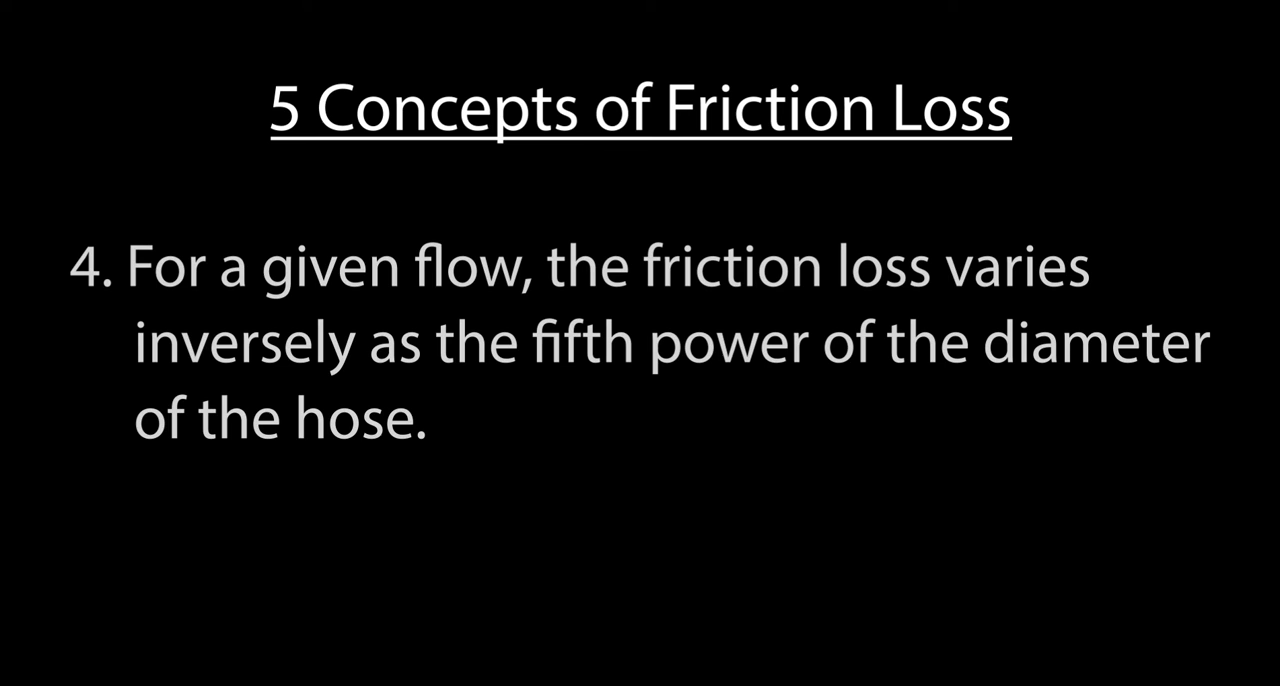 5 Concepts of Friction Loss
4. For a given flow, the friction loss varies
inversely as the fifth power of the diameter
of the hose.